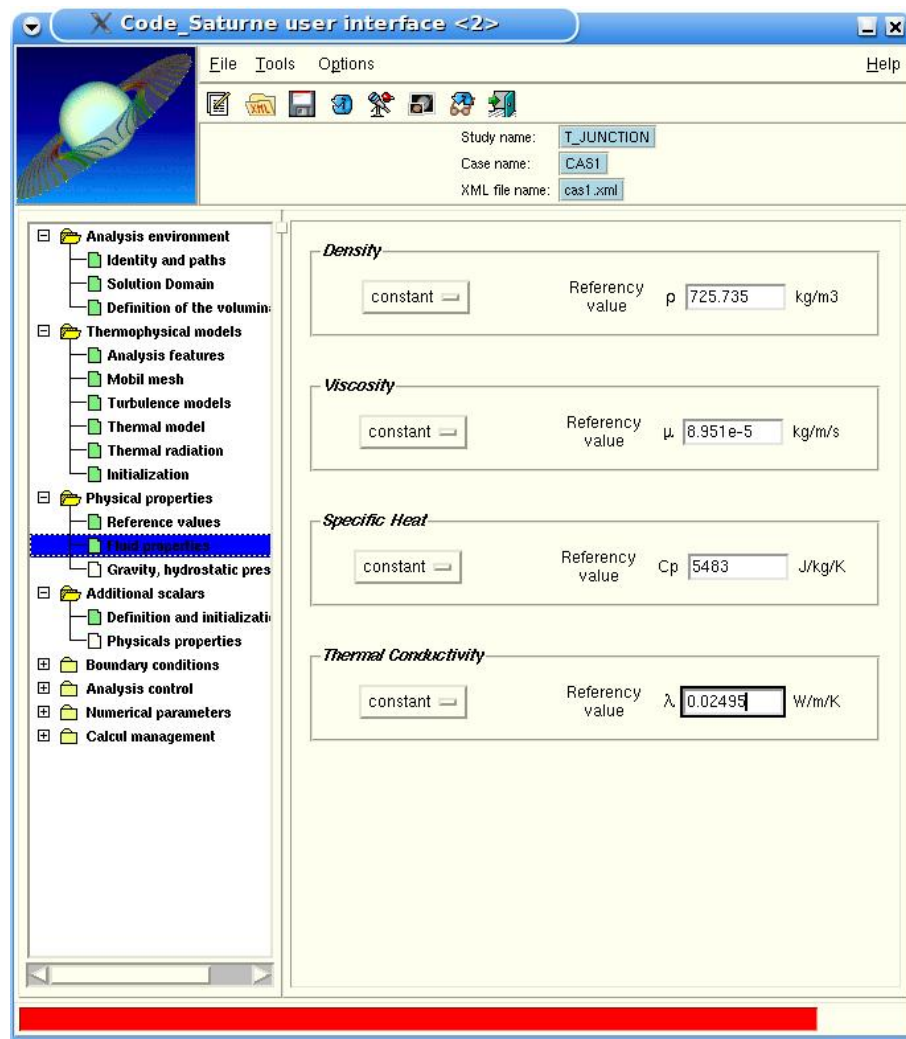 Code_Saturne user interface <2>
File Tools Options Help
XML
Study name: T_JUNCTION
Case name: CAS1
XML file name: cas1.xml
Analysis environment
Identity and paths
Solution Domain
Definition of the volumin
Thermophysical models
Analysis features
Mobil mesh
Turbulence models
Thermal model
Thermal radiation
Initialization
Physical properties
Reference values
Fluid properties
Gravity, hydrostatic pres
Additional scalars
Definition and initializati
Physicals properties
Boundary conditions
Analysis control
Numerical parameters
Calcul management
Density
constant Referency value ρ 725.735 kg/m3
Viscosity
constant Referency value μ 8.951e-5 kg/m/s
Specific Heat
constant Referency value Cp 5483 J/kg/K
Thermal Conductivity
constant Referency value λ 0.02495 W/m/K